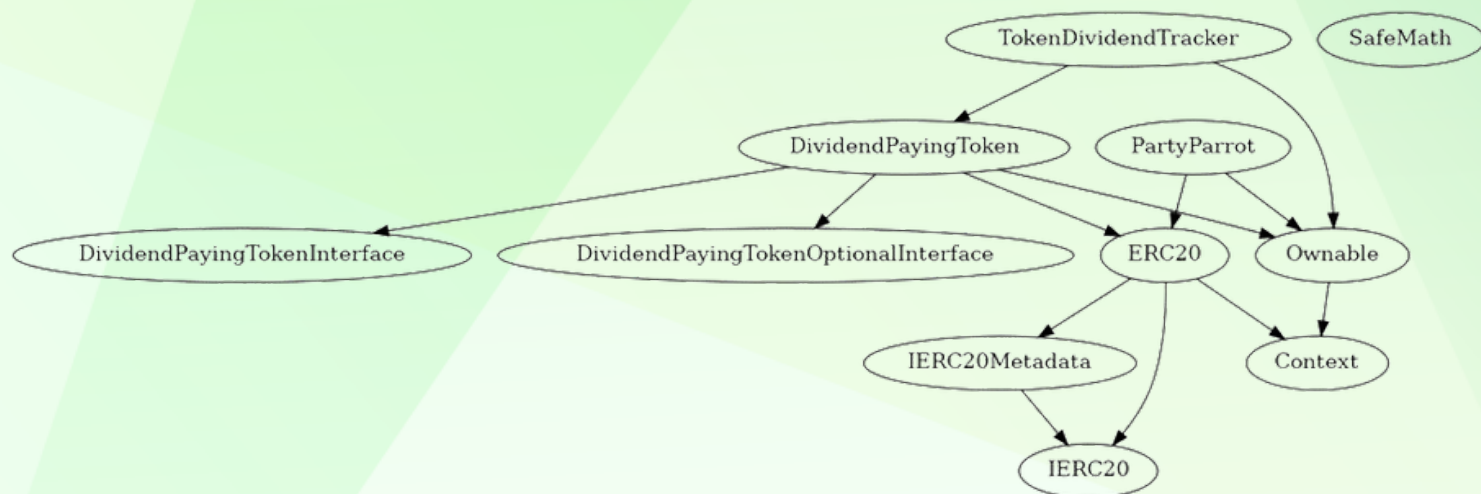 TokenDividendTracker
SafeMath
DividendPayingToken
PartyParrot
DividendPayingTokenInterface
DividendPayingTokenOptionalInterface
ERC20
Ownable
IERC20Metadata
Context
IERC20